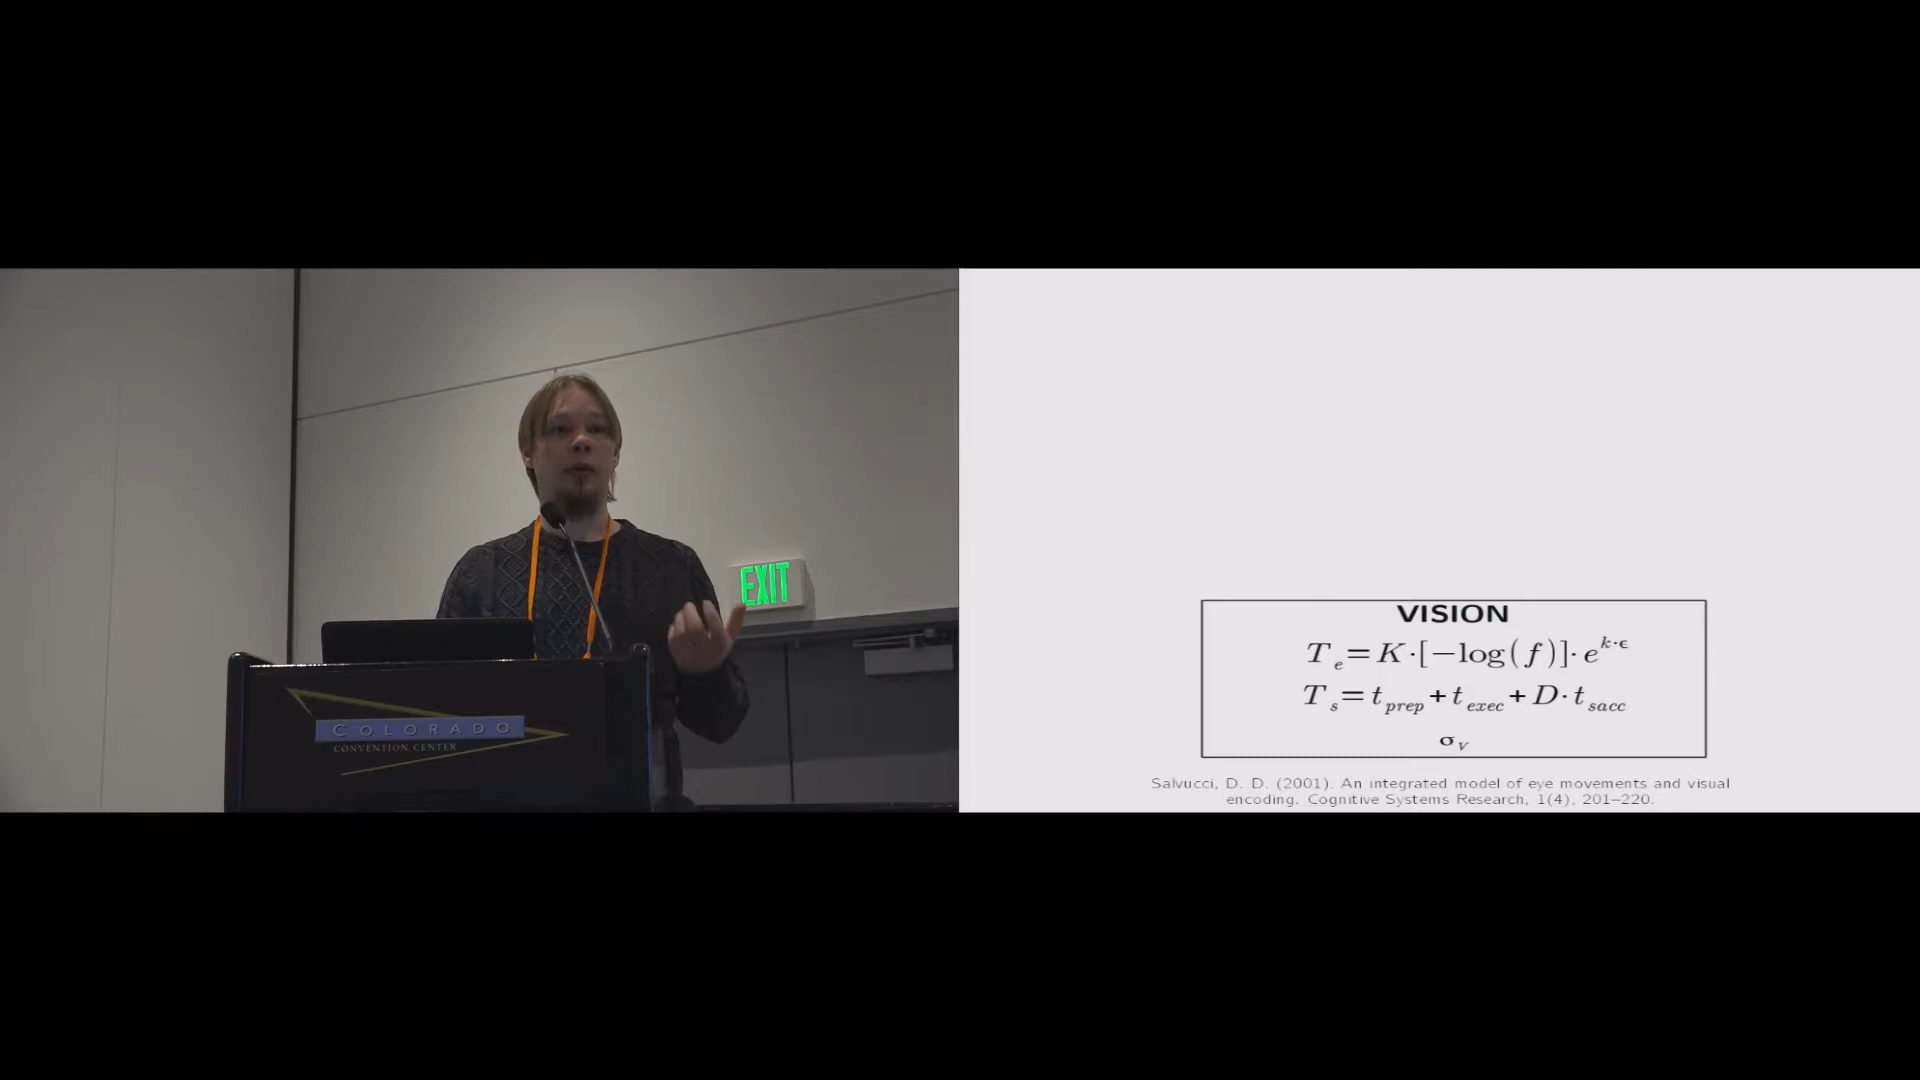 EXIT
COLORADO
CONVENTION CENTER
VISION
T_e=K·[−log(f)]·e^{k·ϵ}
T_s=t_prep+t_exec+D·t_sacc
σ_V
Salvucci, D. D. (2001). An integrated model of eye movements and visual
encoding. Cognitive Systems Research, 1(4), 201–220.